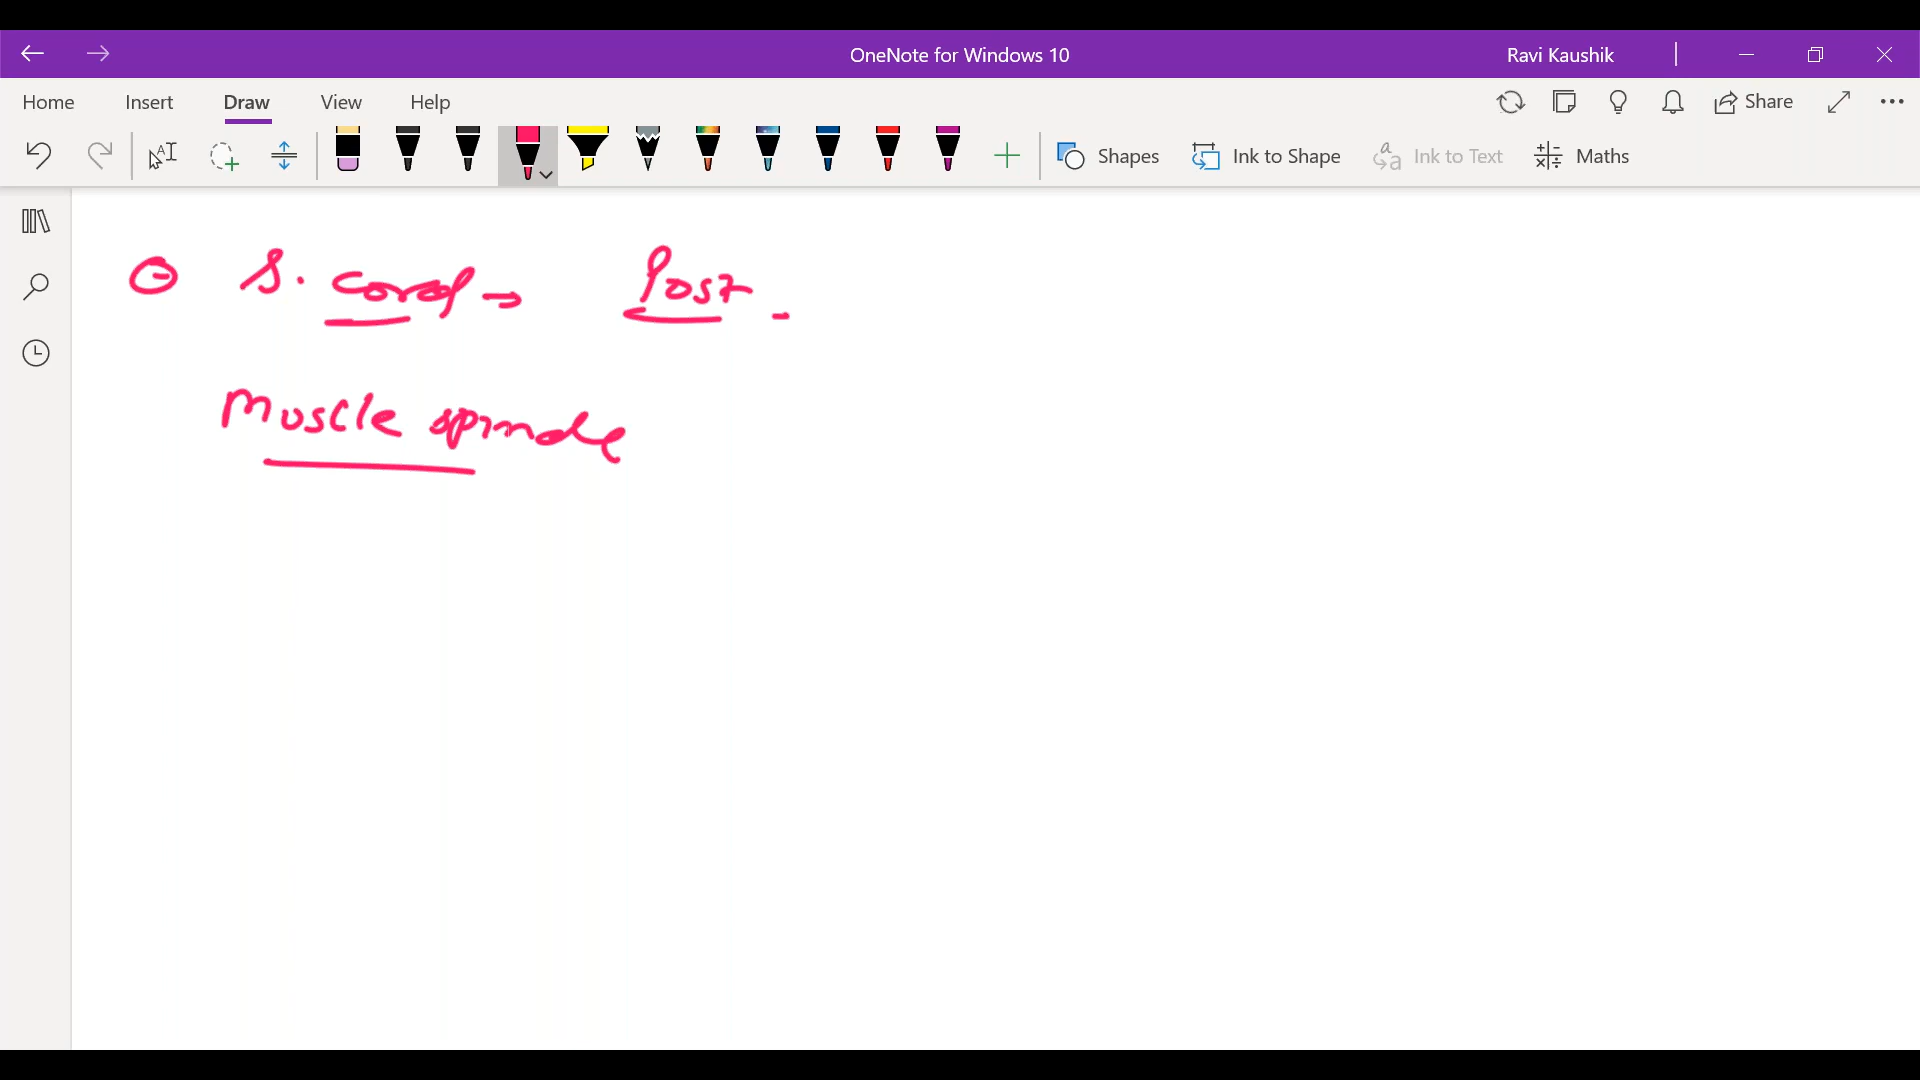 OneNote for Windows 10 Ravi Kaushik
Home Insert Draw View Help Share
Shapes Ink to Shape Ink to Text Maths
S. Cord → Post -
Muscle spindle